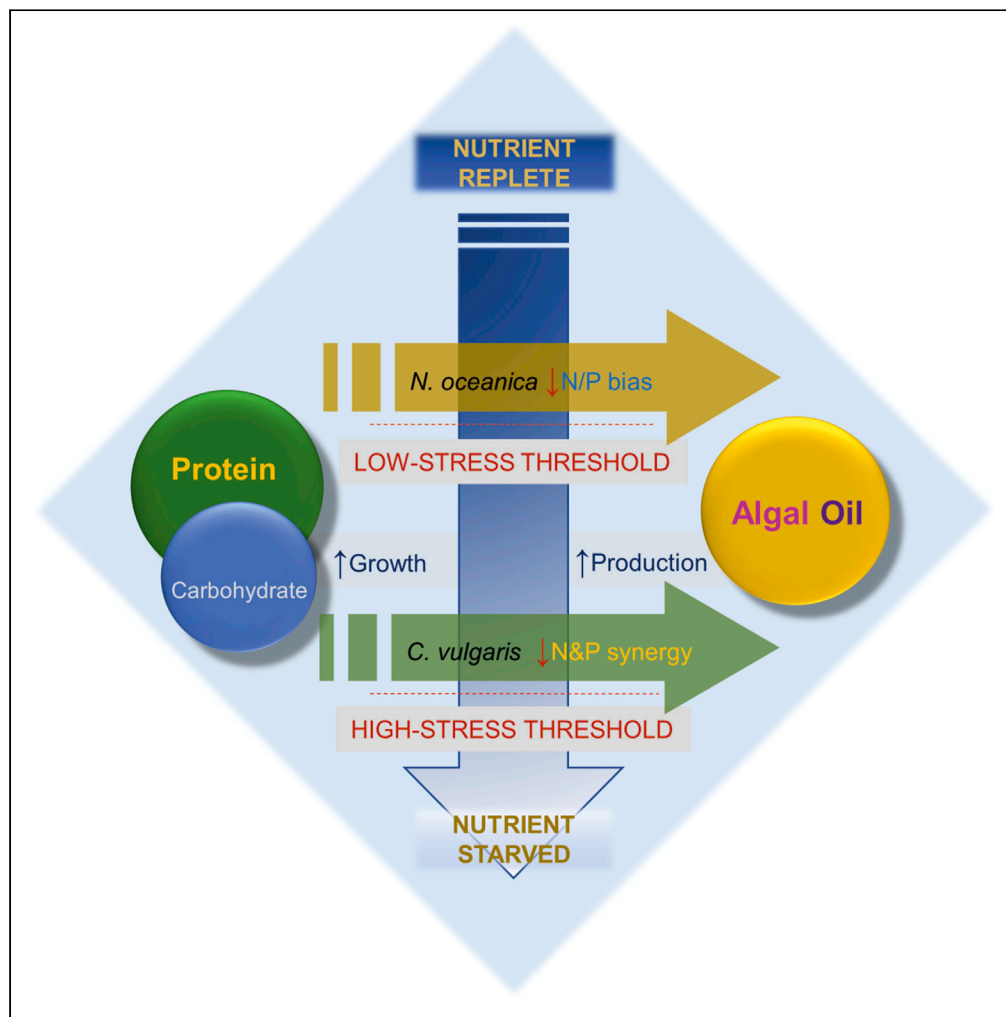 NUTRIENT
REPLETE
N. oceanica ↓N/P bias
LOW-STRESS THRESHOLD
Protein
Algal Oil
↑Growth
↑Production
Carbohydrate
C. vulgaris ↓N&P synergy
HIGH-STRESS THRESHOLD
NUTRIENT
STARVED